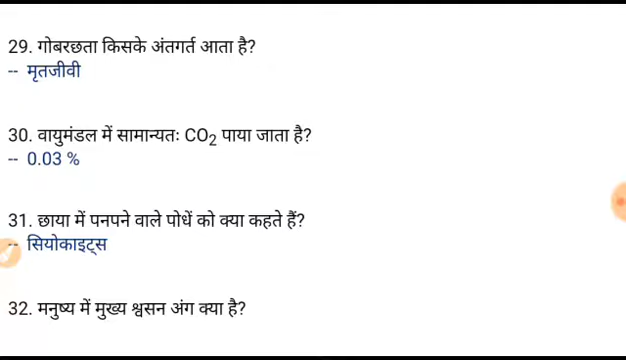 29. गोबरछता किसके अंतगर्त आता है?
-- मृतजीवी
30. वायुमंडल में सामान्यतः CO₂ पाया जाता है?
-- 0.03 %
31. छाया में पनपने वाले पोधें को क्या कहते हैं?
-- सियोकाइट्स
32. मनुष्य में मुख्य श्वसन अंग क्या है?